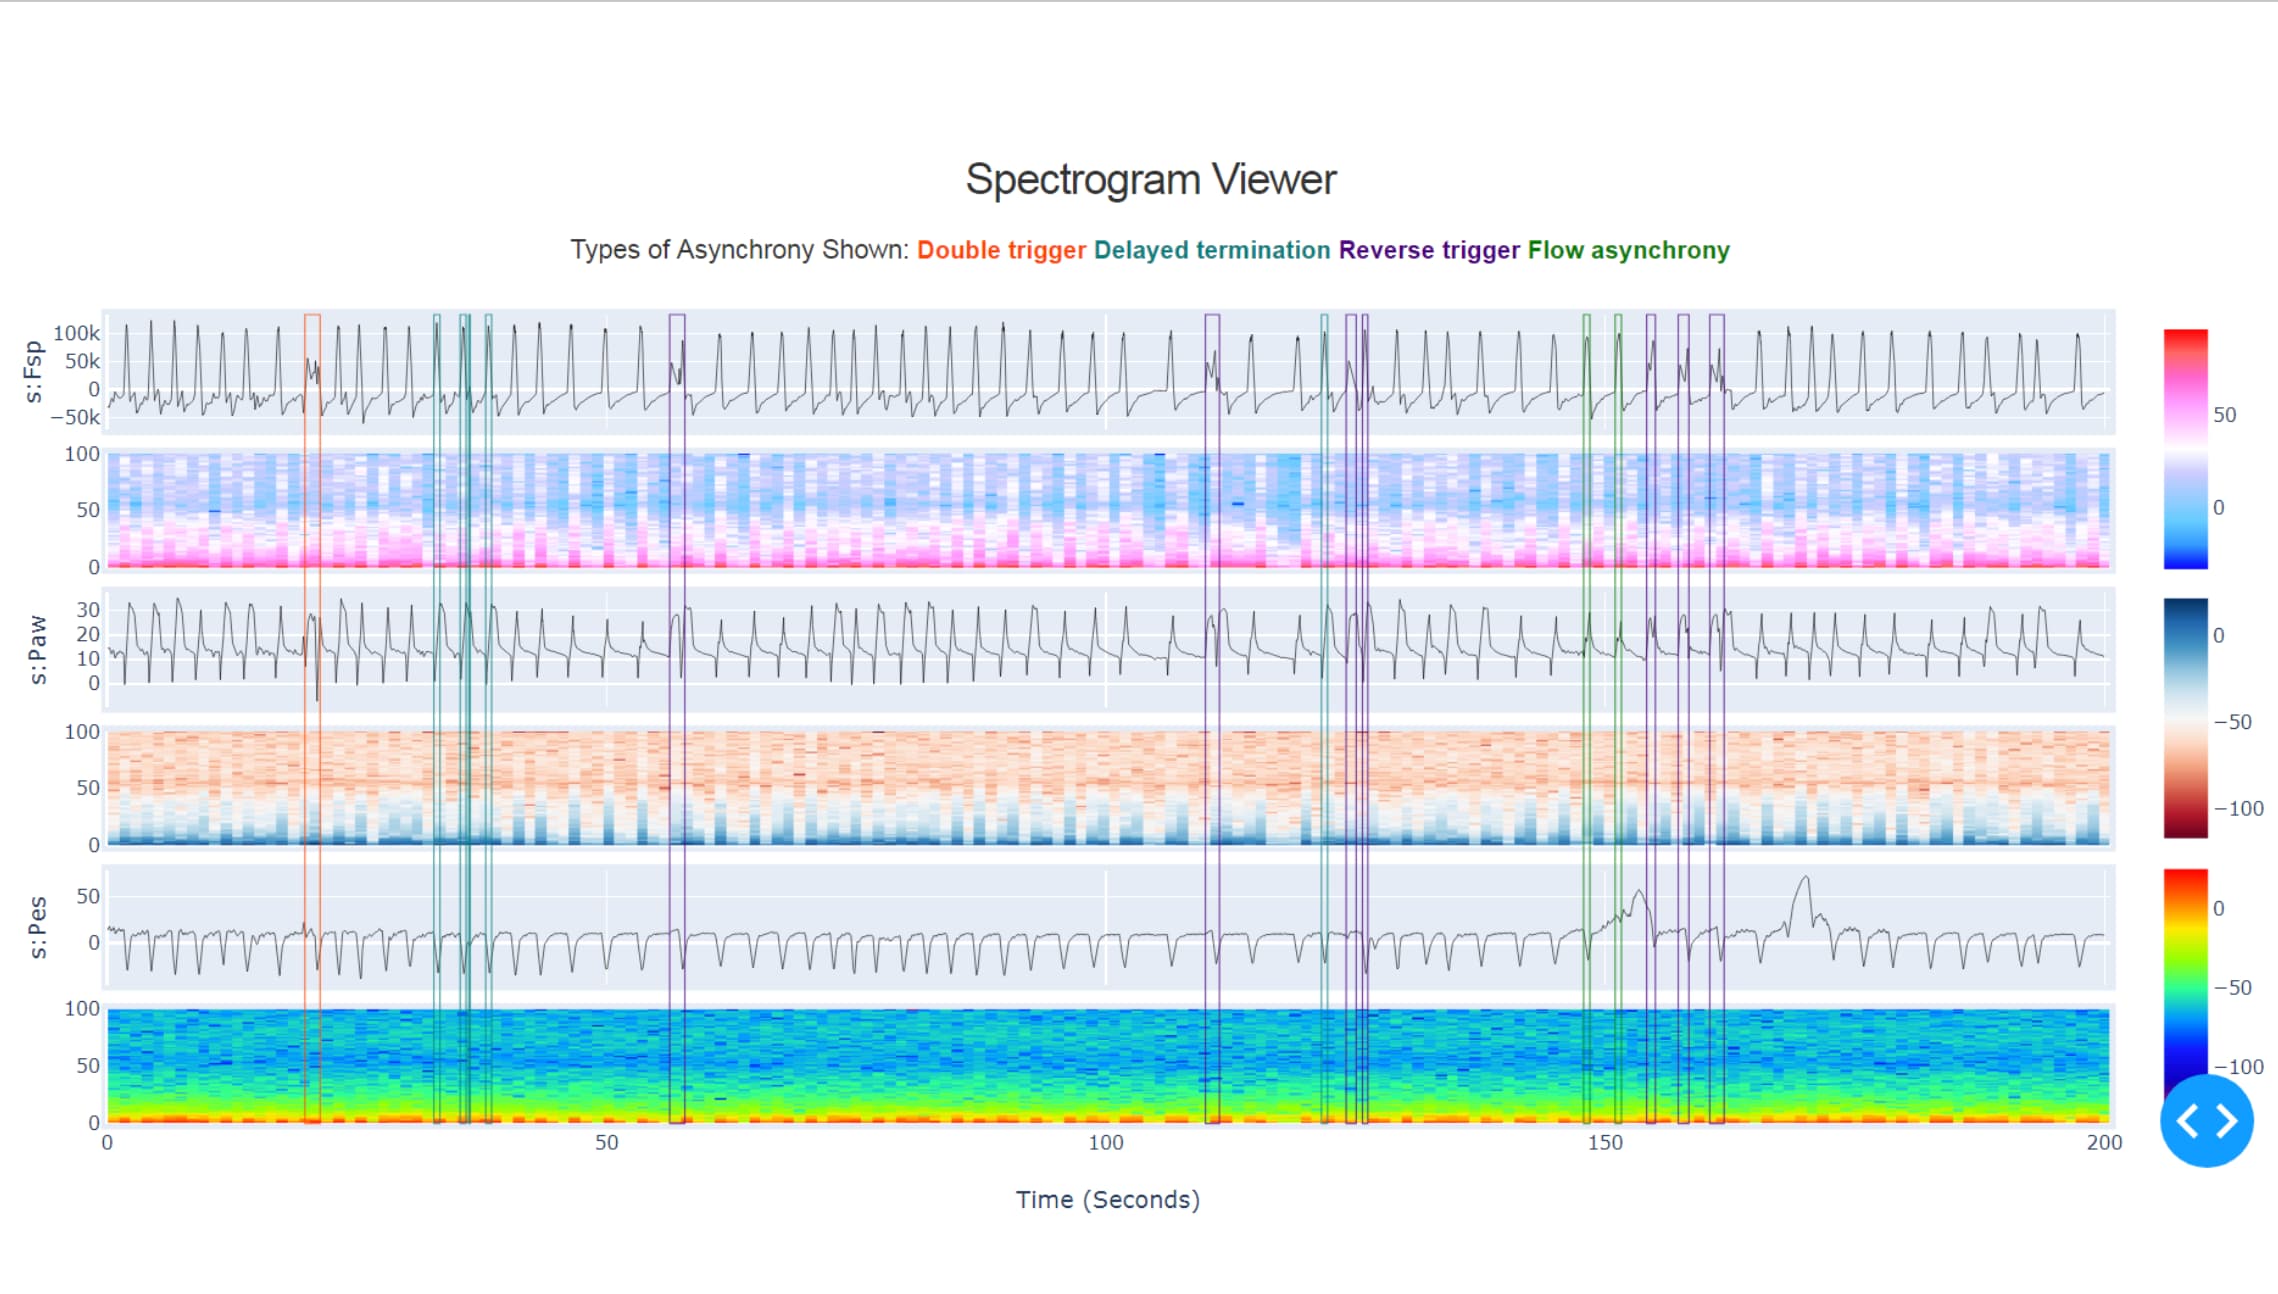 Spectrogram Viewer
Types of Asynchrony Shown: Double trigger Delayed termination Reverse trigger Flow asynchrony
s:Fsp
100k
50k
0
−50k
100
50
0
50
0
s:Paw
30
20
10
0
100
50
0
0
−50
−100
s:Pes
50
0
100
50
0
0
−50
−100
0 50 100 150 200
Time (Seconds)